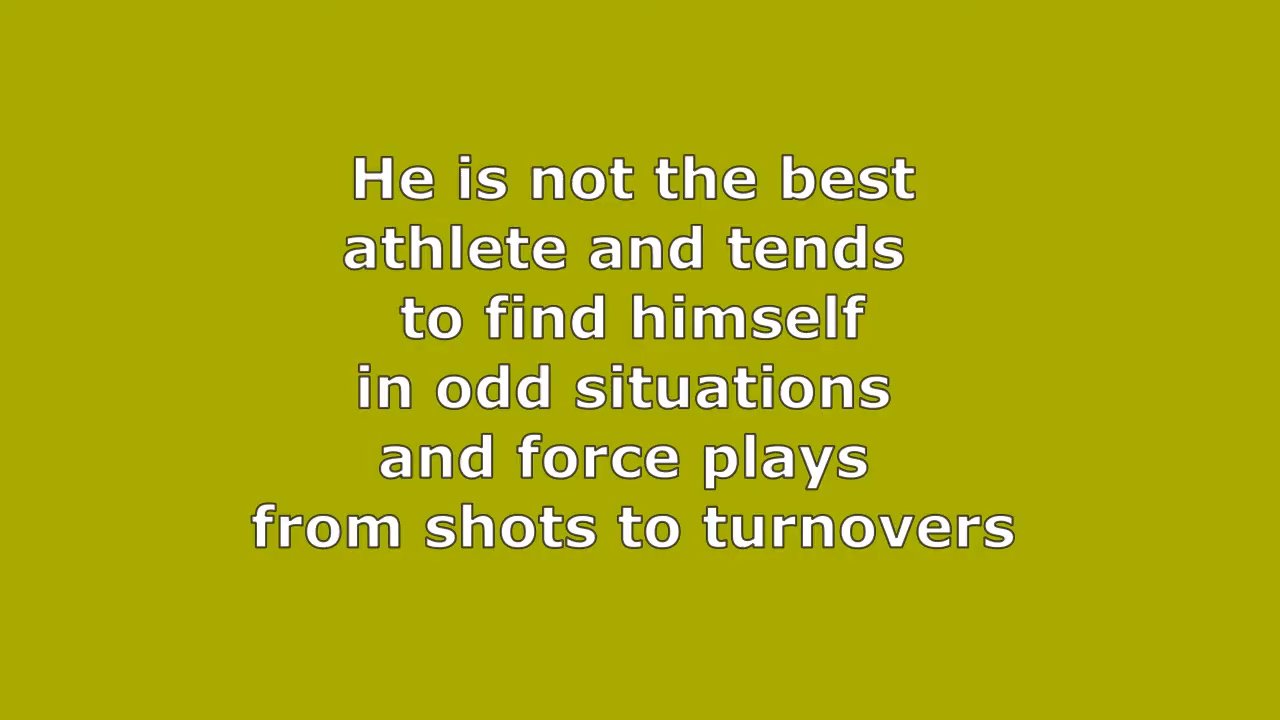 He is not the best
athlete and tends
to find himself
in odd situations
and force plays
from shots to turnovers